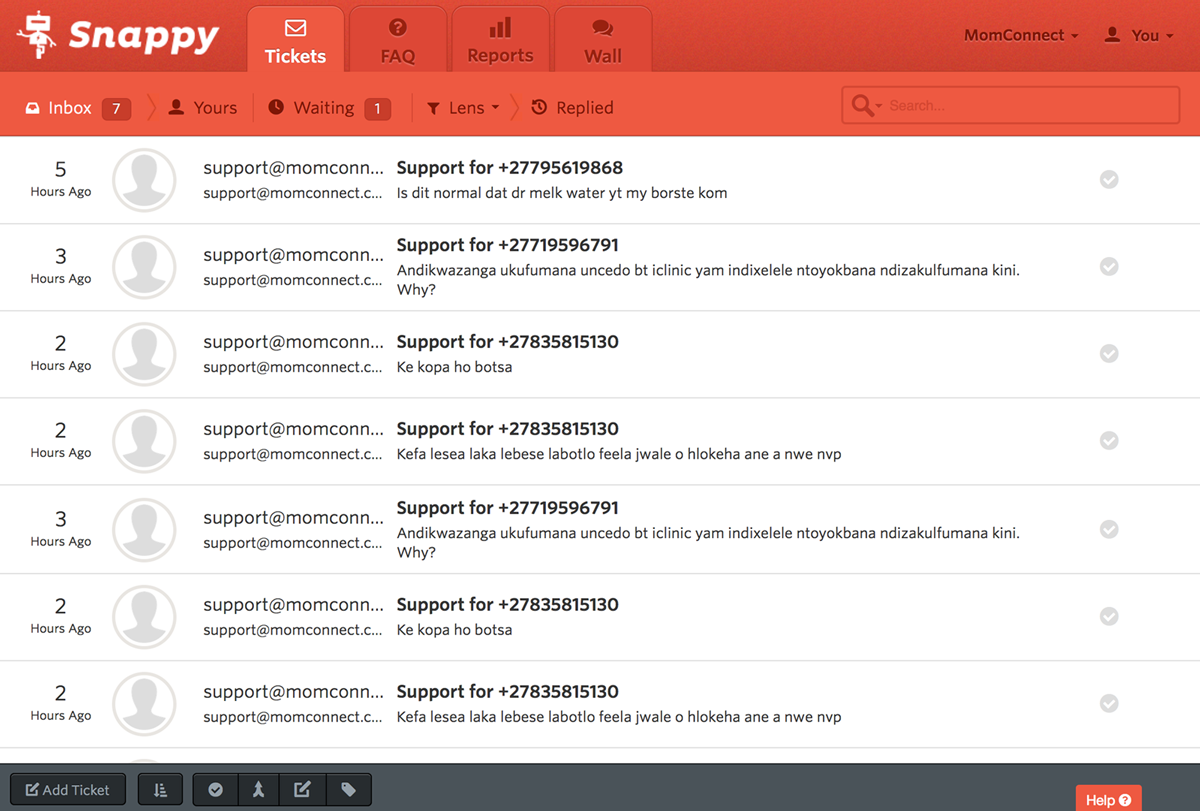 Snappy
Tickets
FAQ
Reports
Wall
MomConnect
You
Inbox 7
Yours
Waiting 1
Lens
Replied
Search...
5
Hours Ago
support@momconn...
support@momconnect.c...
Support for +27795619868
Is dit normal dat dr melk water yt my borste kom
3
Hours Ago
support@momconn...
support@momconnect.c...
Support for +27719596791
Andikwazanga ukufumana uncedo bt iclinic yam indixelele ntoyokbana ndizakulfumana kini.
Why?
2
Hours Ago
support@momconn...
support@momconnect.c...
Support for +27835815130
Ke kopa ho botsa
2
Hours Ago
support@momconn...
support@momconnect.c...
Support for +27835815130
Kefa lesea laka lebese labotlo feela jwale o hlokeha ane a nwe nvp
3
Hours Ago
support@momconn...
support@momconnect.c...
Support for +27719596791
Andikwazanga ukufumana uncedo bt iclinic yam indixelele ntoyokbana ndizakulfumana kini.
Why?
2
Hours Ago
support@momconn...
support@momconnect.c...
Support for +27835815130
Ke kopa ho botsa
2
Hours Ago
support@momconn...
support@momconnect.c...
Support for +27835815130
Kefa lesea laka lebese labotlo feela jwale o hlokeha ane a nwe nvp
Add Ticket
Help